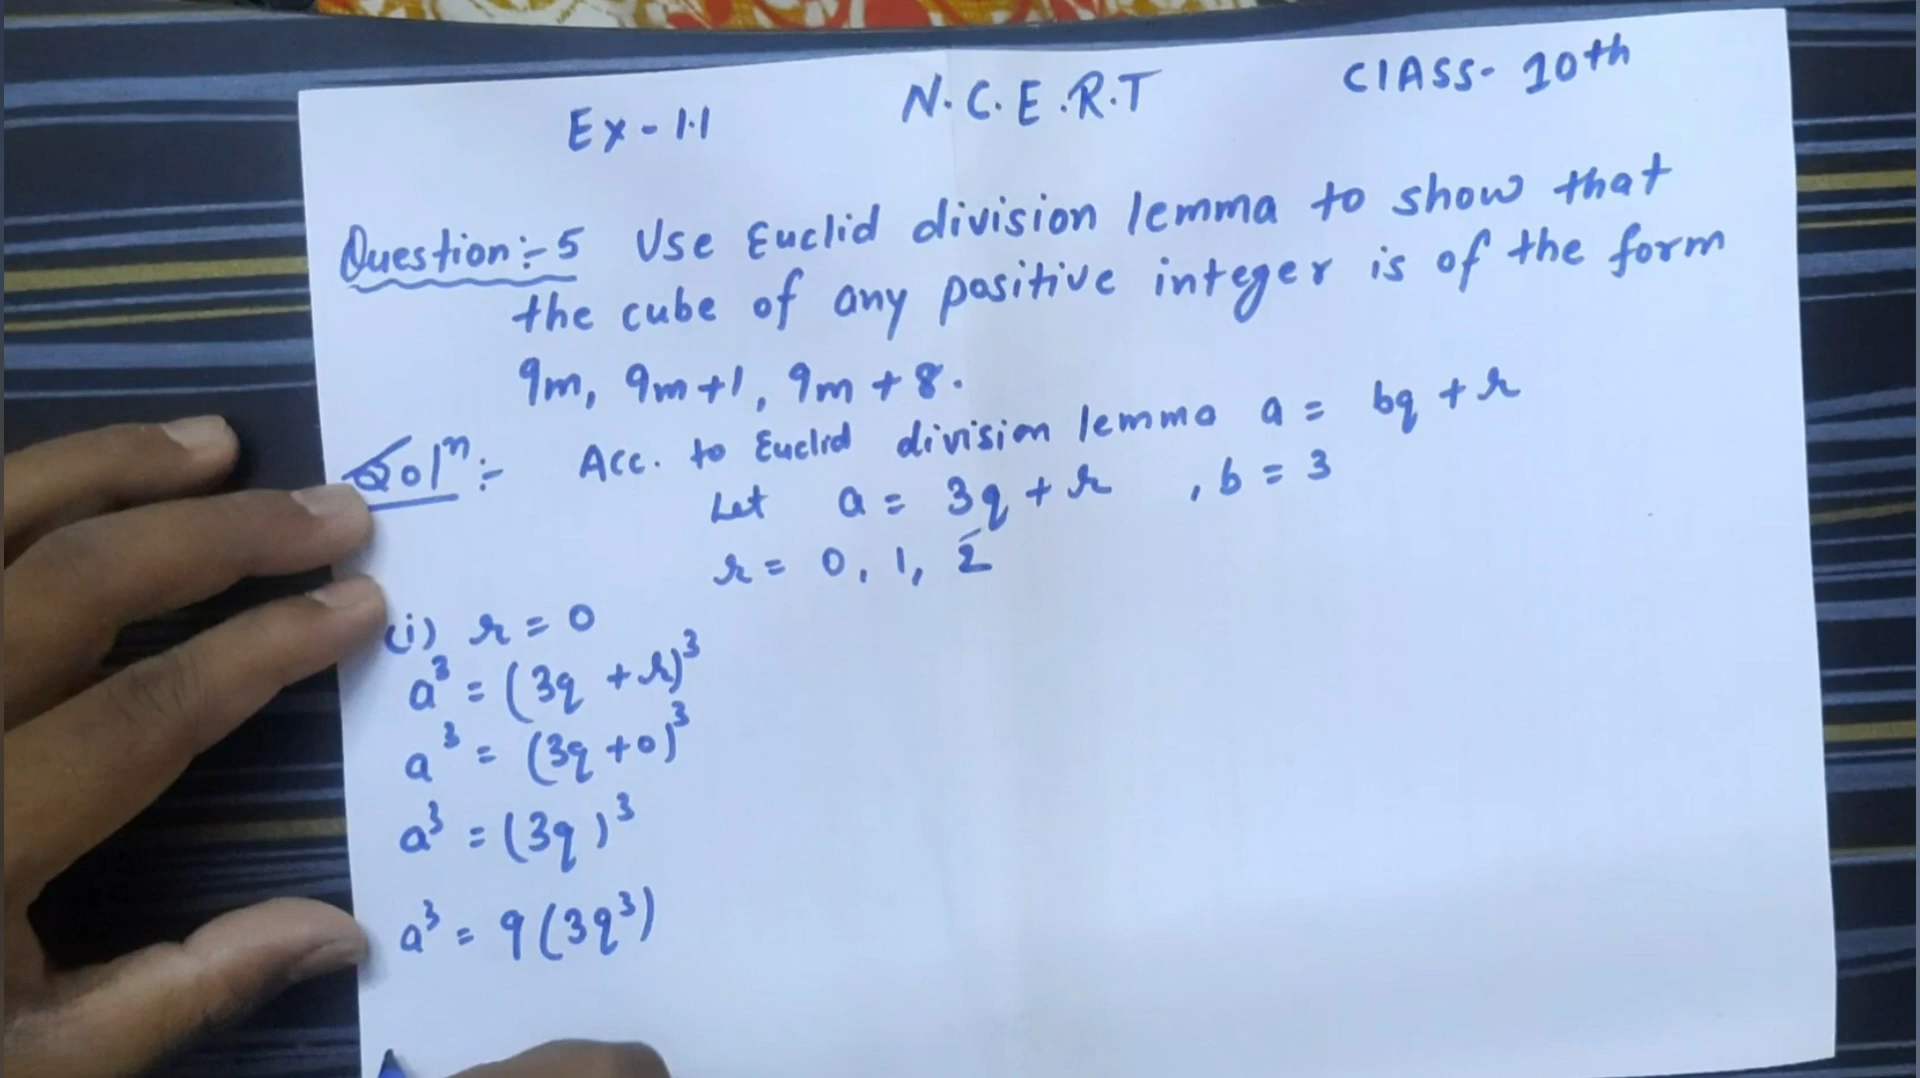 Ex - 1.1 N.C.E.R.T CLASS- 10th
Question:- 5 Use Euclid division lemma to show that
the cube of any positive integer is of the form
9m, 9m+1, 9m+8.
Solⁿ:- Acc. to Euclid division lemma a = bq + r
Let a = 3q + r , b = 3
r = 0, 1, 2
(i) r = 0
a³ = (3q + r)³
a³ = (3q + 0)³
a³ = (3q)³
a³ = 9(3q³)